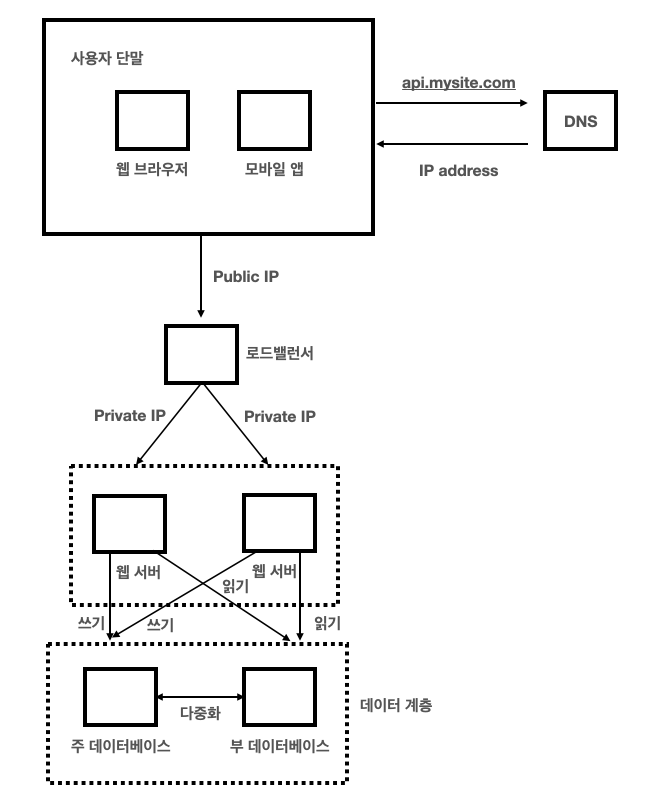 사용자 단말
웹 브라우저
모바일 앱
api.mysite.com
DNS
IP address
Public IP
로드밸런서
Private IP
Private IP
웹 서버
웹 서버
읽기
쓰기
쓰기
읽기
다중화
주 데이터베이스
부 데이터베이스
데이터 계층